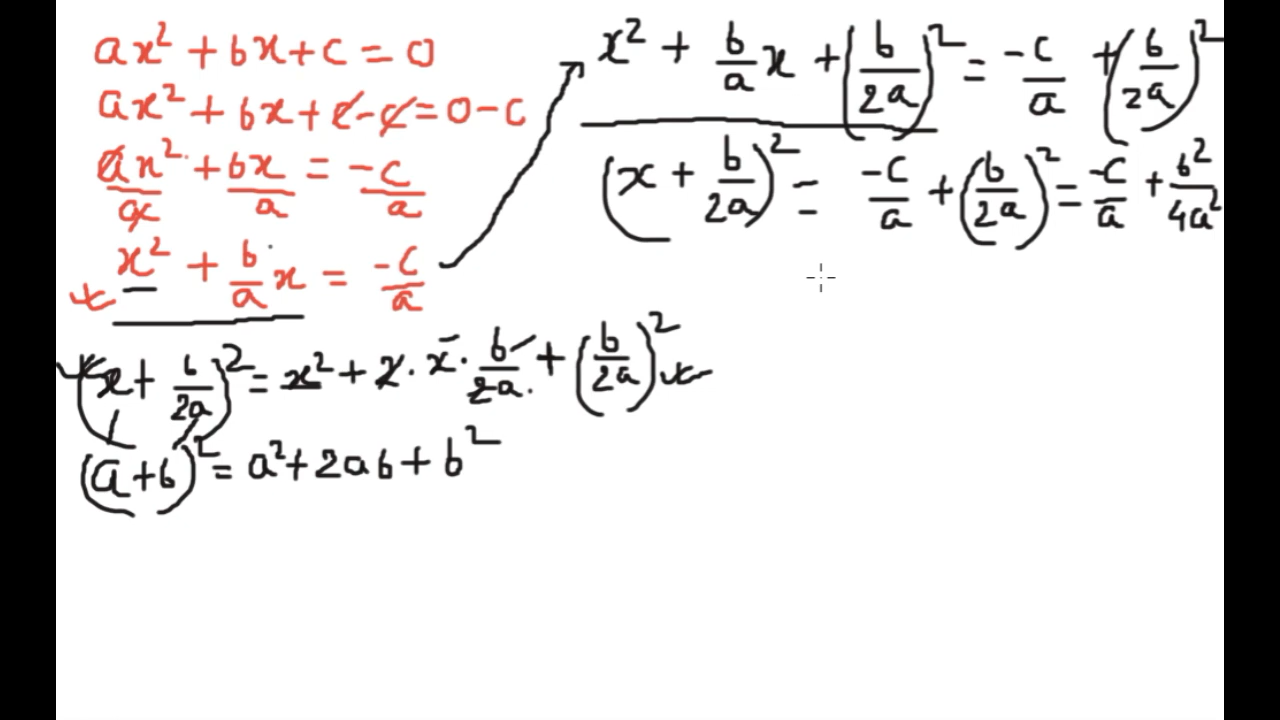 ax² + bx + c = 0
ax² + bx + c - c = 0 - c
ax²/a + bx/a = -c/a
x² + b/a x = -c/a
(x + b/2a)² = x² + 2 · x · b/2a + (b/2a)²
(a + b)² = a² + 2ab + b²
x² + b/a x + (b/2a)² = -c/a + (b/2a)²
(x + b/2a)² = -c/a + (b/2a)² = -c/a + b²/4a²